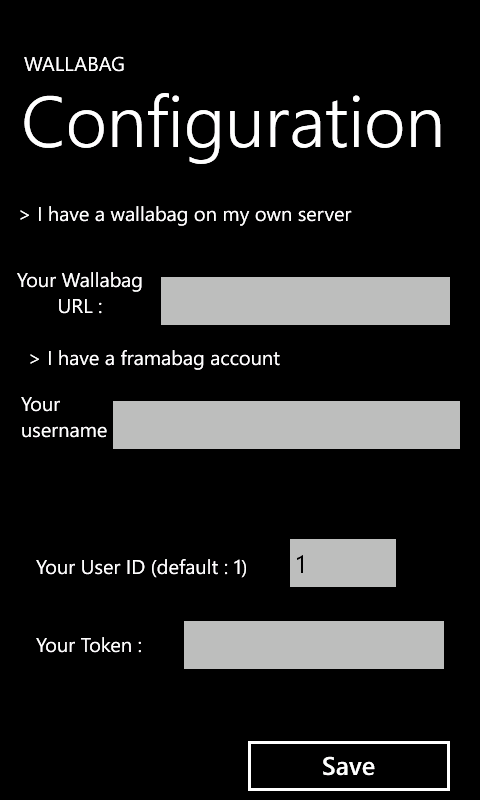 WALLABAG
Configuration
> I have a wallabag on my own server
Your Wallabag
URL :
> I have a framabag account
Your
username
Your User ID (default : 1)
1
Your Token :
Save